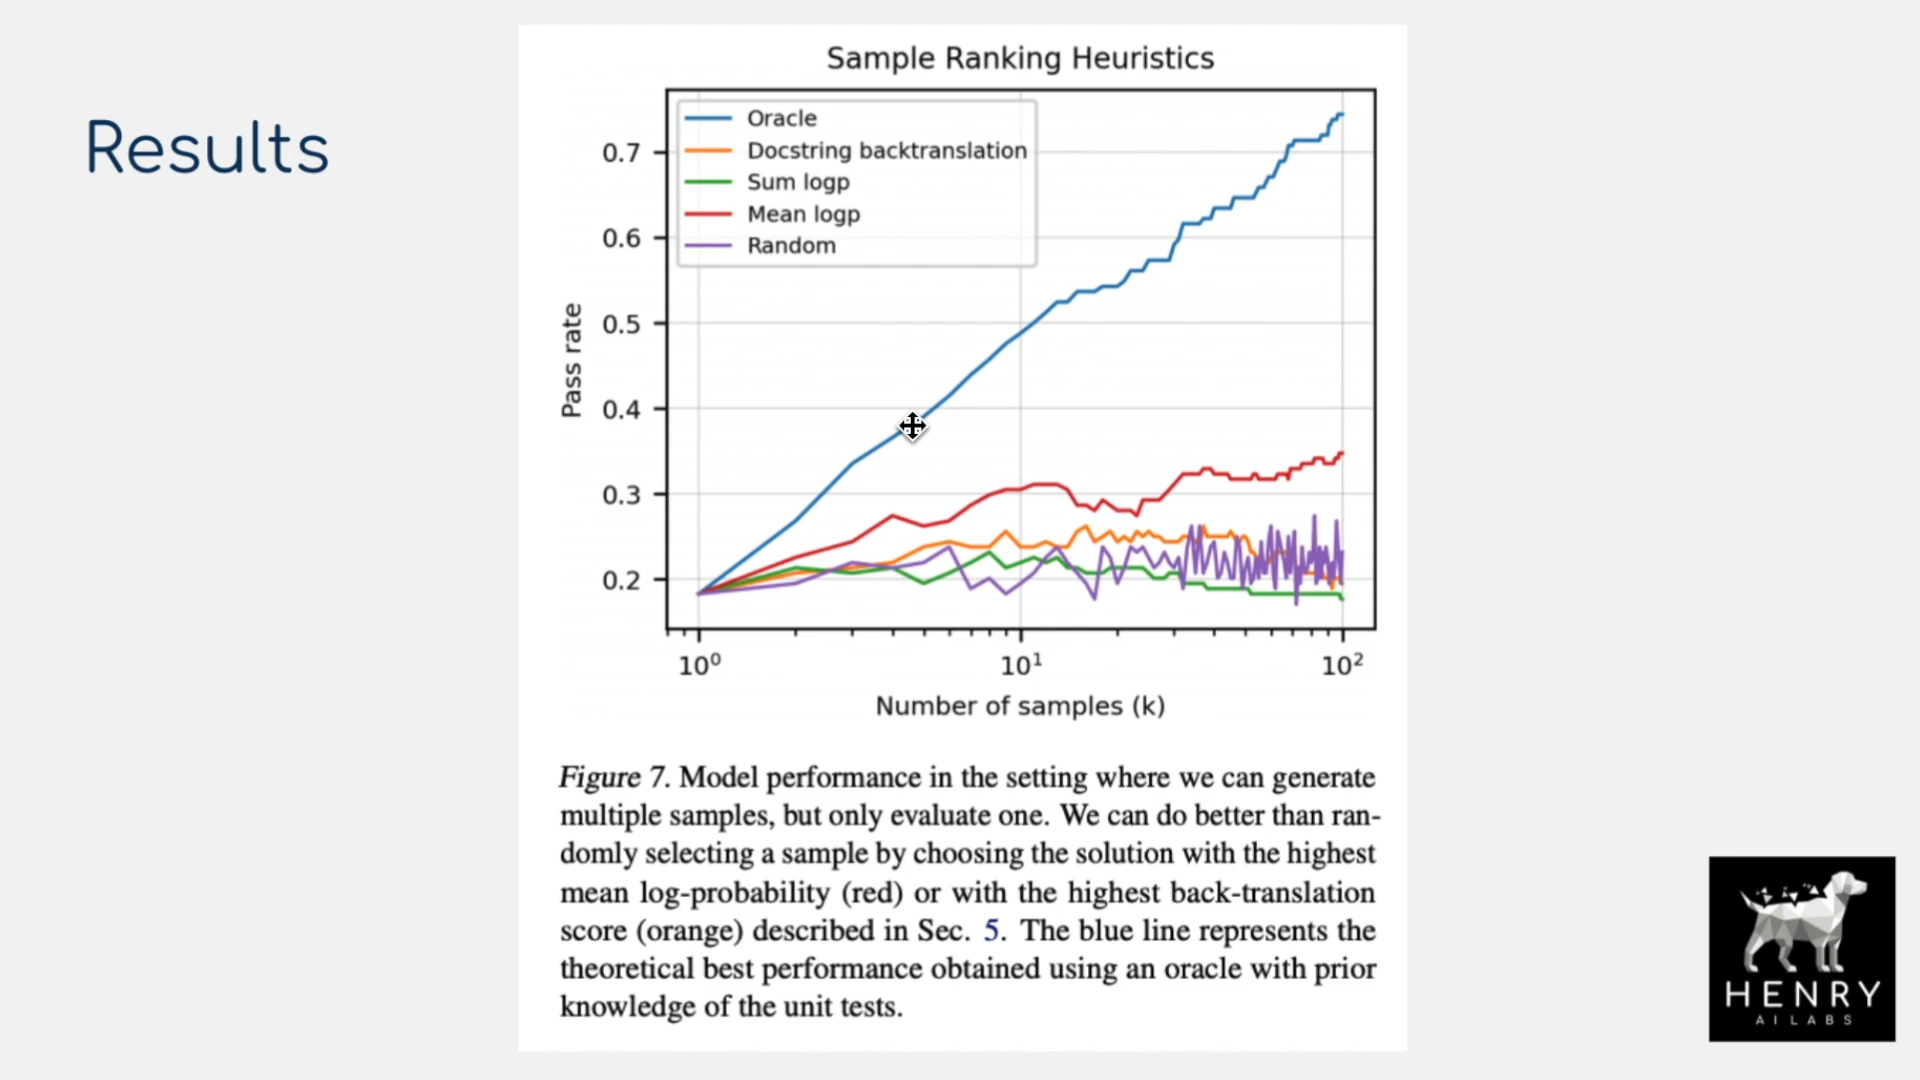 Results
Sample Ranking Heuristics
Oracle
Docstring backtranslation
Sum logp
Mean logp
Random
0.7
0.6
0.5
0.4
0.3
0.2
Pass rate
10⁰ 10¹ 10²
Number of samples (k)
Figure 7. Model performance in the setting where we can generate
multiple samples, but only evaluate one. We can do better than ran-
domly selecting a sample by choosing the solution with the highest
mean log-probability (red) or with the highest back-translation
score (orange) described in Sec. 5. The blue line represents the
theoretical best performance obtained using an oracle with prior
knowledge of the unit tests.
HENRY
AI LABS